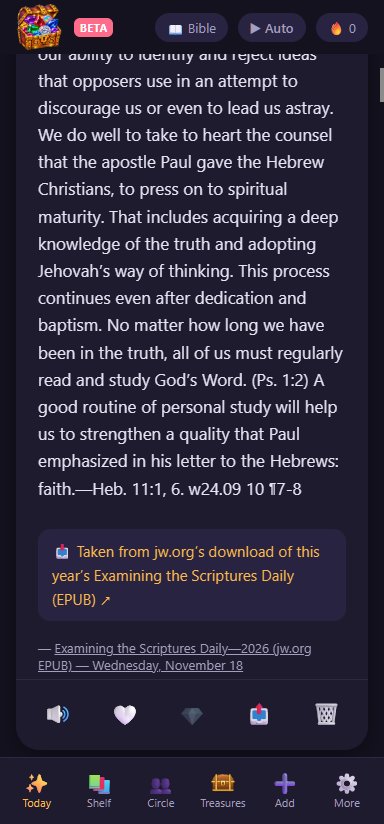 BETA
Bible
Auto
0
our ability to identify and reject ideas
that opposers use in an attempt to
discourage us or even to lead us astray.
We do well to take to heart the counsel
that the apostle Paul gave the Hebrew
Christians, to press on to spiritual
maturity. That includes acquiring a deep
knowledge of the truth and adopting
Jehovah’s way of thinking. This process
continues even after dedication and
baptism. No matter how long we have
been in the truth, all of us must regularly
read and study God’s Word. (Ps. 1:2) A
good routine of personal study will help
us to strengthen a quality that Paul
emphasized in his letter to the Hebrews:
faith.—Heb. 11:1, 6. w24.09 10 ¶7-8
Taken from jw.org’s download of this
year’s Examining the Scriptures Daily
(EPUB) ↗
— Examining the Scriptures Daily—2026 (jw.org
EPUB) — Wednesday, November 18
Today
Shelf
Circle
Treasures
Add
More